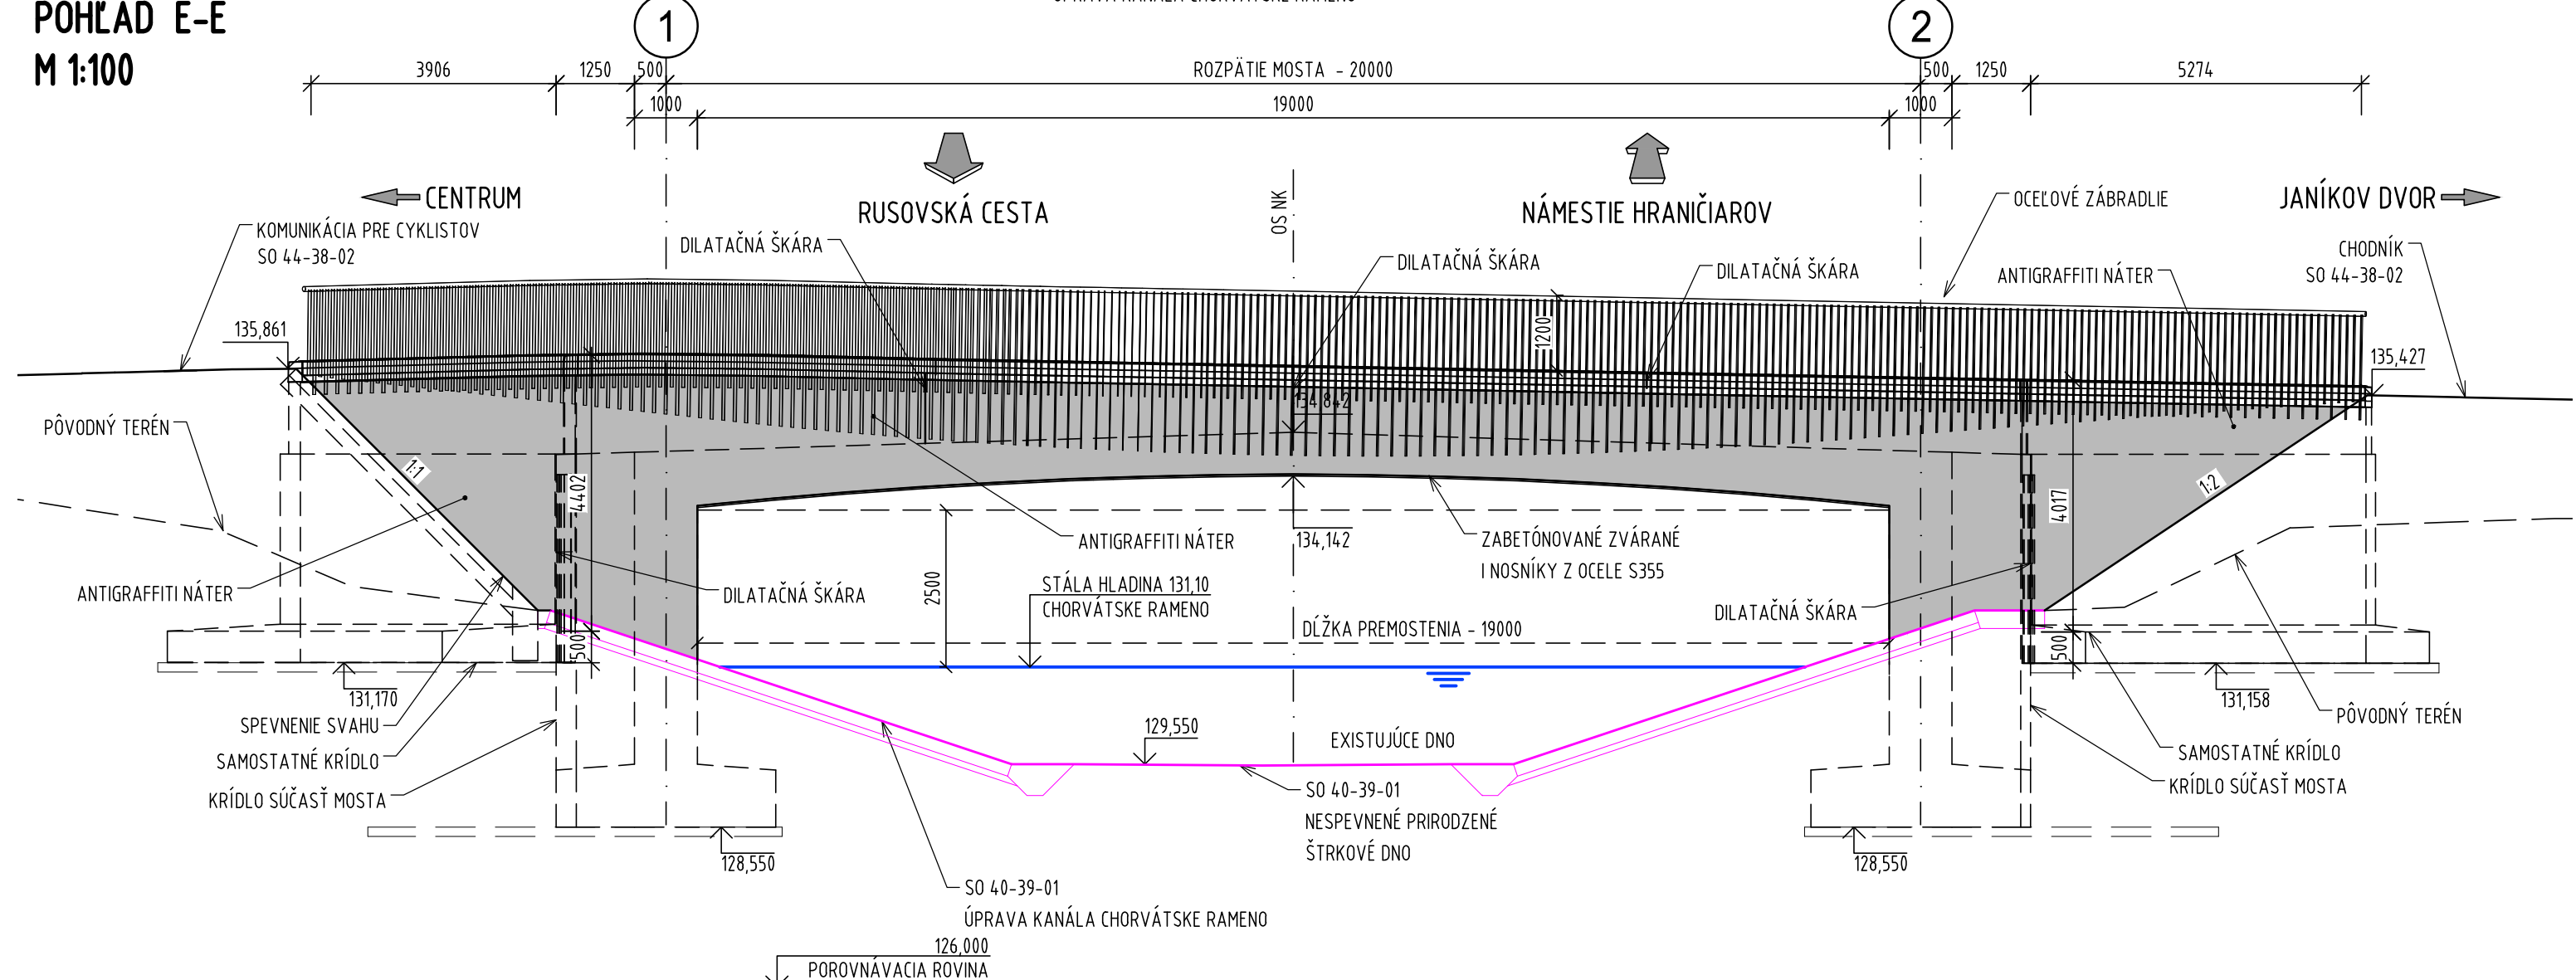 POHĽAD E-E
M 1:100
1
2
3906
1250
500
ROZPÄTIE MOSTA - 20000
500
1250
5274
1000
19000
1000
CENTRUM
RUSOVSKÁ CESTA
OS NK
NÁMESTIE HRANIČIAROV
OCEĽOVÉ ZÁBRADLIE
JANÍKOV DVOR
KOMUNIKÁCIA PRE CYKLISTOV
SO 44-38-02
DILATAČNÁ ŠKÁRA
DILATAČNÁ ŠKÁRA
DILATAČNÁ ŠKÁRA
ANTIGRAFFITI NÁTER
CHODNÍK
SO 44-38-02
135,861
1200
135,427
134,842
PÔVODNÝ TERÉN
1:1
4402
4017
1:2
134,142
ANTIGRAFFITI NÁTER
ZABETÓNOVANÉ ZVÁRANÉ
I NOSNÍKY Z OCELE S355
2500
STÁLA HLADINA 131,10
CHORVÁTSKE RAMENO
ANTIGRAFFITI NÁTER
DILATAČNÁ ŠKÁRA
DILATAČNÁ ŠKÁRA
DĹŽKA PREMOSTENIA - 19000
500
500
131,170
131,158
SPEVNENIE SVAHU
SAMOSTATNÉ KRÍDLO
KRÍDLO SÚČASŤ MOSTA
129,550
EXISTUJÚCE DNO
PÔVODNÝ TERÉN
SAMOSTATNÉ KRÍDLO
KRÍDLO SÚČASŤ MOSTA
SO 40-39-01
NESPEVNENÉ PRIRODZENÉ
ŠTRKOVÉ DNO
128,550
128,550
SO 40-39-01
ÚPRAVA KANÁLA CHORVÁTSKE RAMENO
126,000
POROVNÁVACIA ROVINA